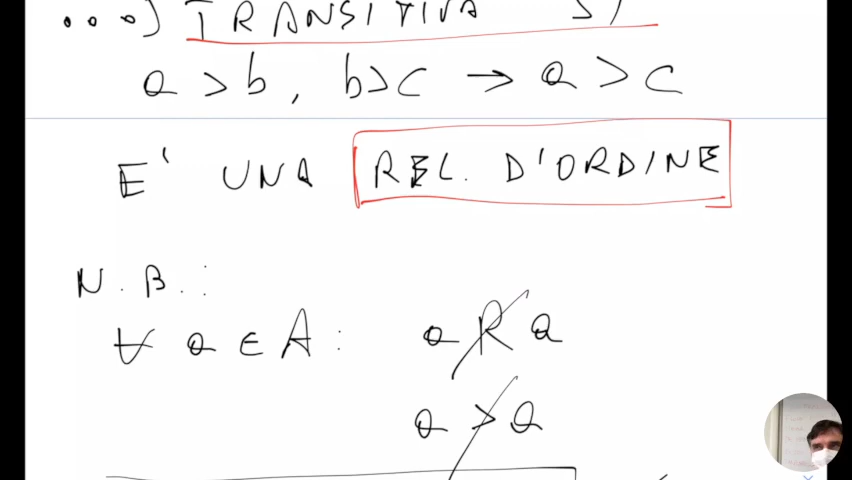 ...) TRANSITIVA SI
a > b, b > c → a > c
E' UNA REL. D'ORDINE
N.B.:
∀ a ∈ A: a R̸ a
a ≯ a